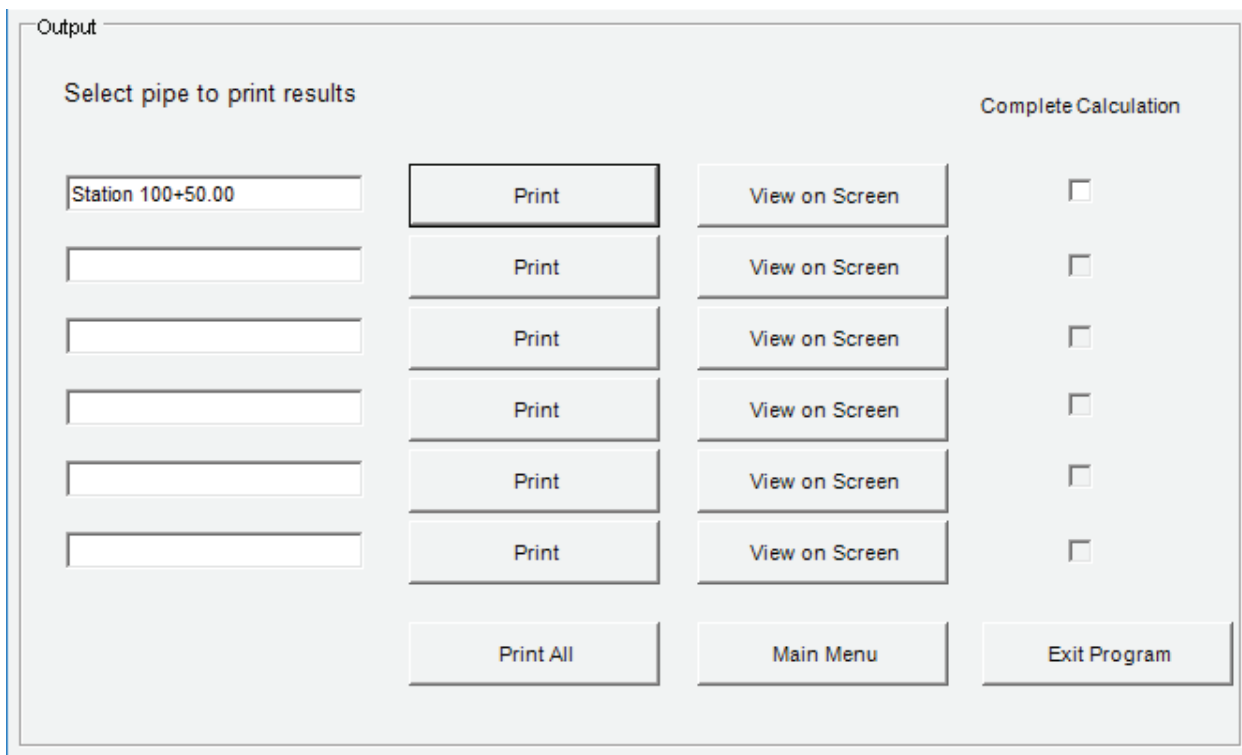 Output
Select pipe to print results
Complete Calculation
Station 100+50.00 Print View on Screen
Print View on Screen
Print View on Screen
Print View on Screen
Print View on Screen
Print View on Screen
Print All Main Menu Exit Program